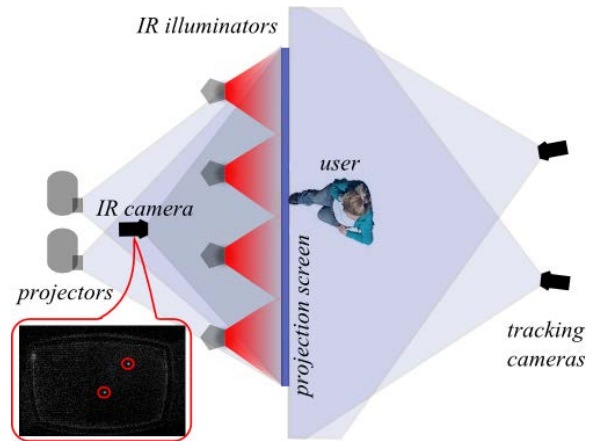 IR illuminators
user
IR camera
projectors
projection screen
tracking
cameras